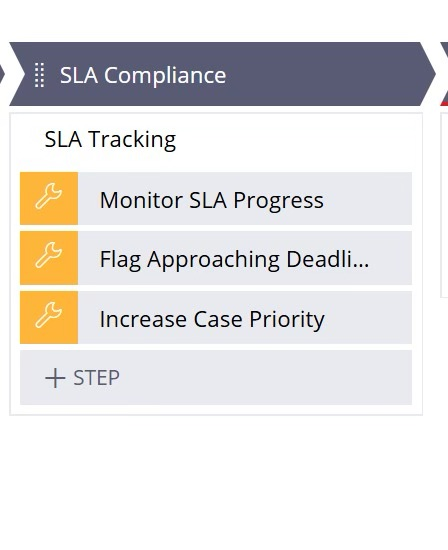 SLA Compliance
SLA Tracking
Monitor SLA Progress
Flag Approaching Deadli...
Increase Case Priority
+ STEP